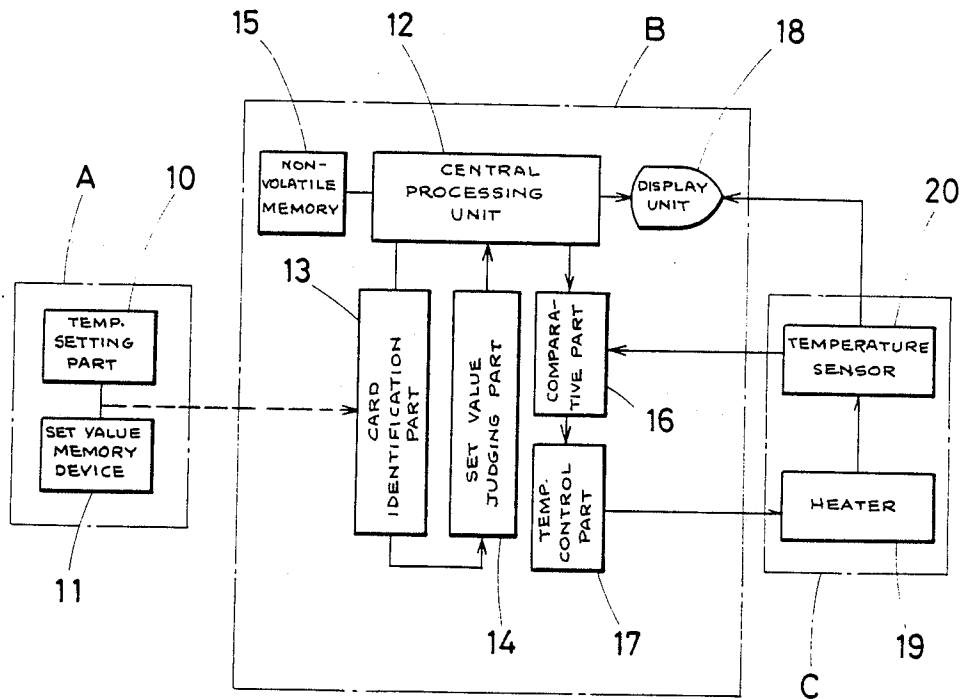 15
12
B
18
NON-
VOLATILE
MEMORY
CENTRAL
PROCESSING
UNIT
DISPLAY
UNIT
A
10
20
13
TEMP.
SETTING
PART
SET VALUE
MEMORY
DEVICE
11
CARD
IDENTIFICATION
PART
SET VALUE
JUDGING PART
14
COMPARA-
TIVE PART
16
TEMP.
CONTROL
PART
17
TEMPERATURE
SENSOR
HEATER
19
C